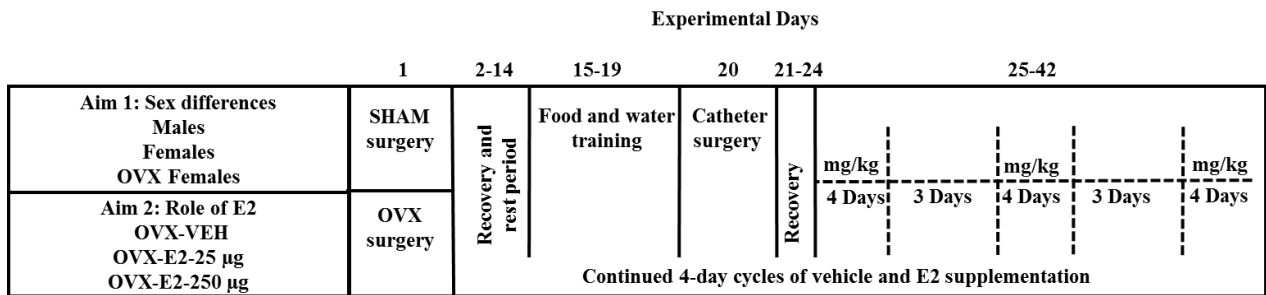 Experimental Days
1 2-14 15-19 20 21-24 25-42
Aim 1: Sex differences
Males
Females
OVX Females
SHAM
surgery
Aim 2: Role of E2
OVX-VEH
OVX-E2-25 µg
OVX-E2-250 µg
OVX
surgery
Recovery and
rest period
Food and water
training
Catheter
surgery
Recovery
mg/kg mg/kg mg/kg
4 Days 3 Days 4 Days 3 Days 4 Days
Continued 4-day cycles of vehicle and E2 supplementation